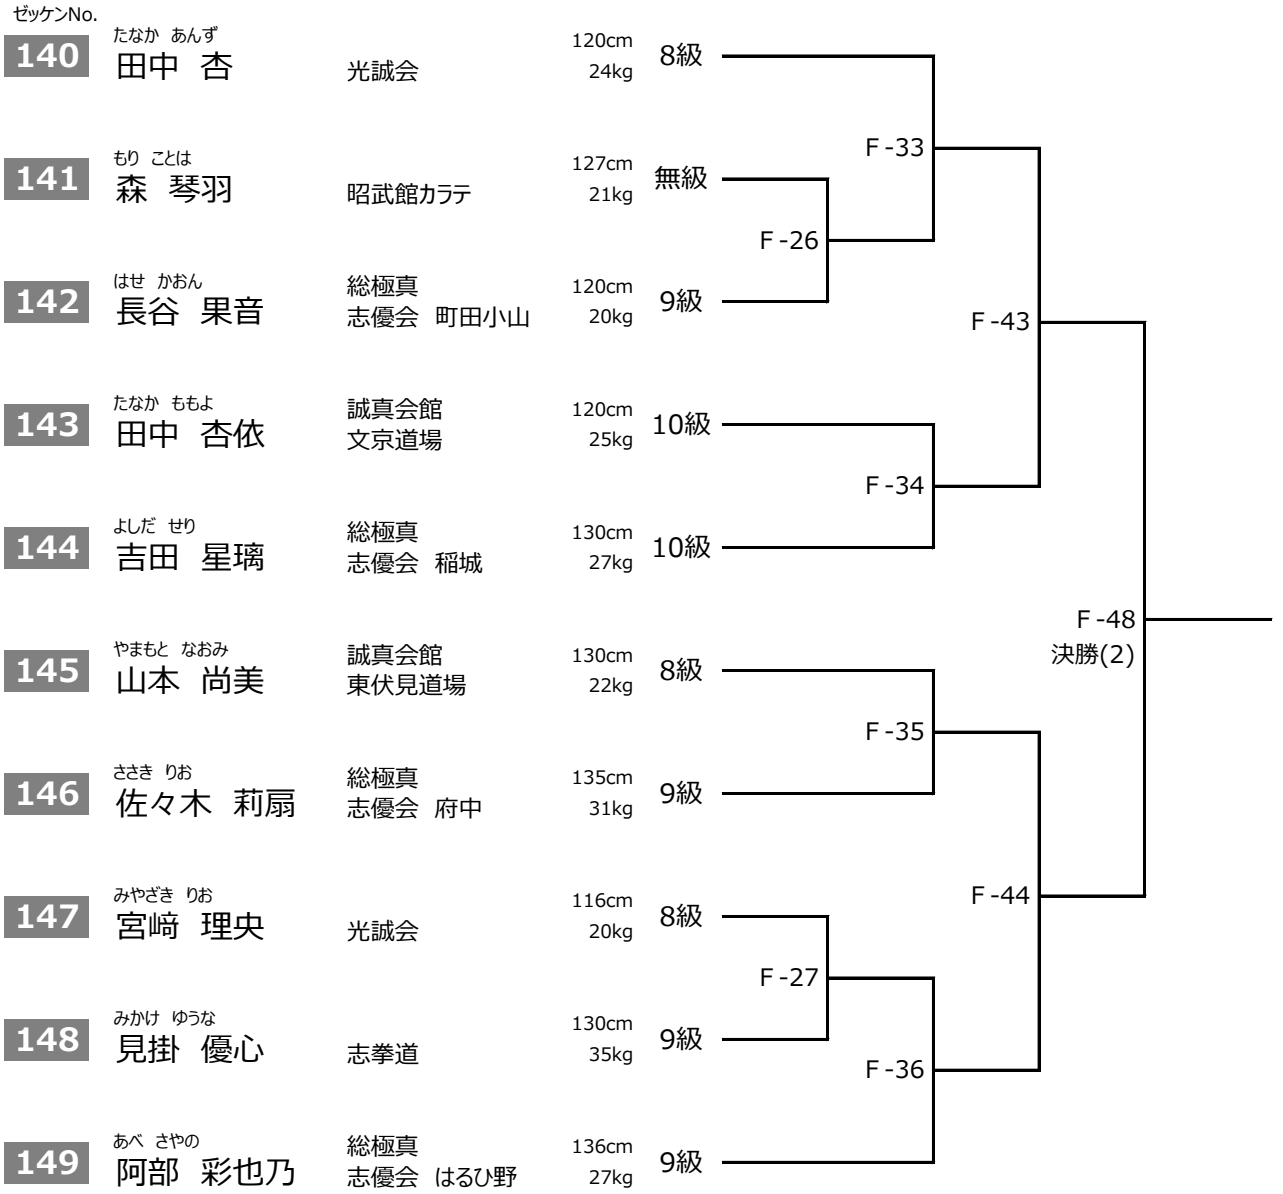 ゼッケンNo.
140
たなか あんず
田中 杏
光誠会
120cm
24kg
8級
F-33
141
もり ことは
森 琴羽
昭武館カラテ
127cm
21kg
無級
F-26
142
はせ かおん
長谷 果音
総極真
志優会 町田小山
120cm
20kg
9級
F-43
143
たなか ももよ
田中 杏依
誠真会館
文京道場
120cm
25kg
10級
F-34
144
よしだ せり
吉田 星璃
総極真
志優会 稲城
130cm
27kg
10級
F-48
決勝(2)
145
やまもと なおみ
山本 尚美
誠真会館
東伏見道場
130cm
22kg
8級
F-35
146
ささき りお
佐々木 莉扇
総極真
志優会 府中
135cm
31kg
9級
F-44
147
みやざき りお
宮﨑 理央
光誠会
116cm
20kg
8級
F-27
148
みかけ ゆうな
見掛 優心
志拳道
130cm
35kg
9級
F-36
149
あべ さやの
阿部 彩也乃
総極真
志優会 はるひ野
136cm
27kg
9級